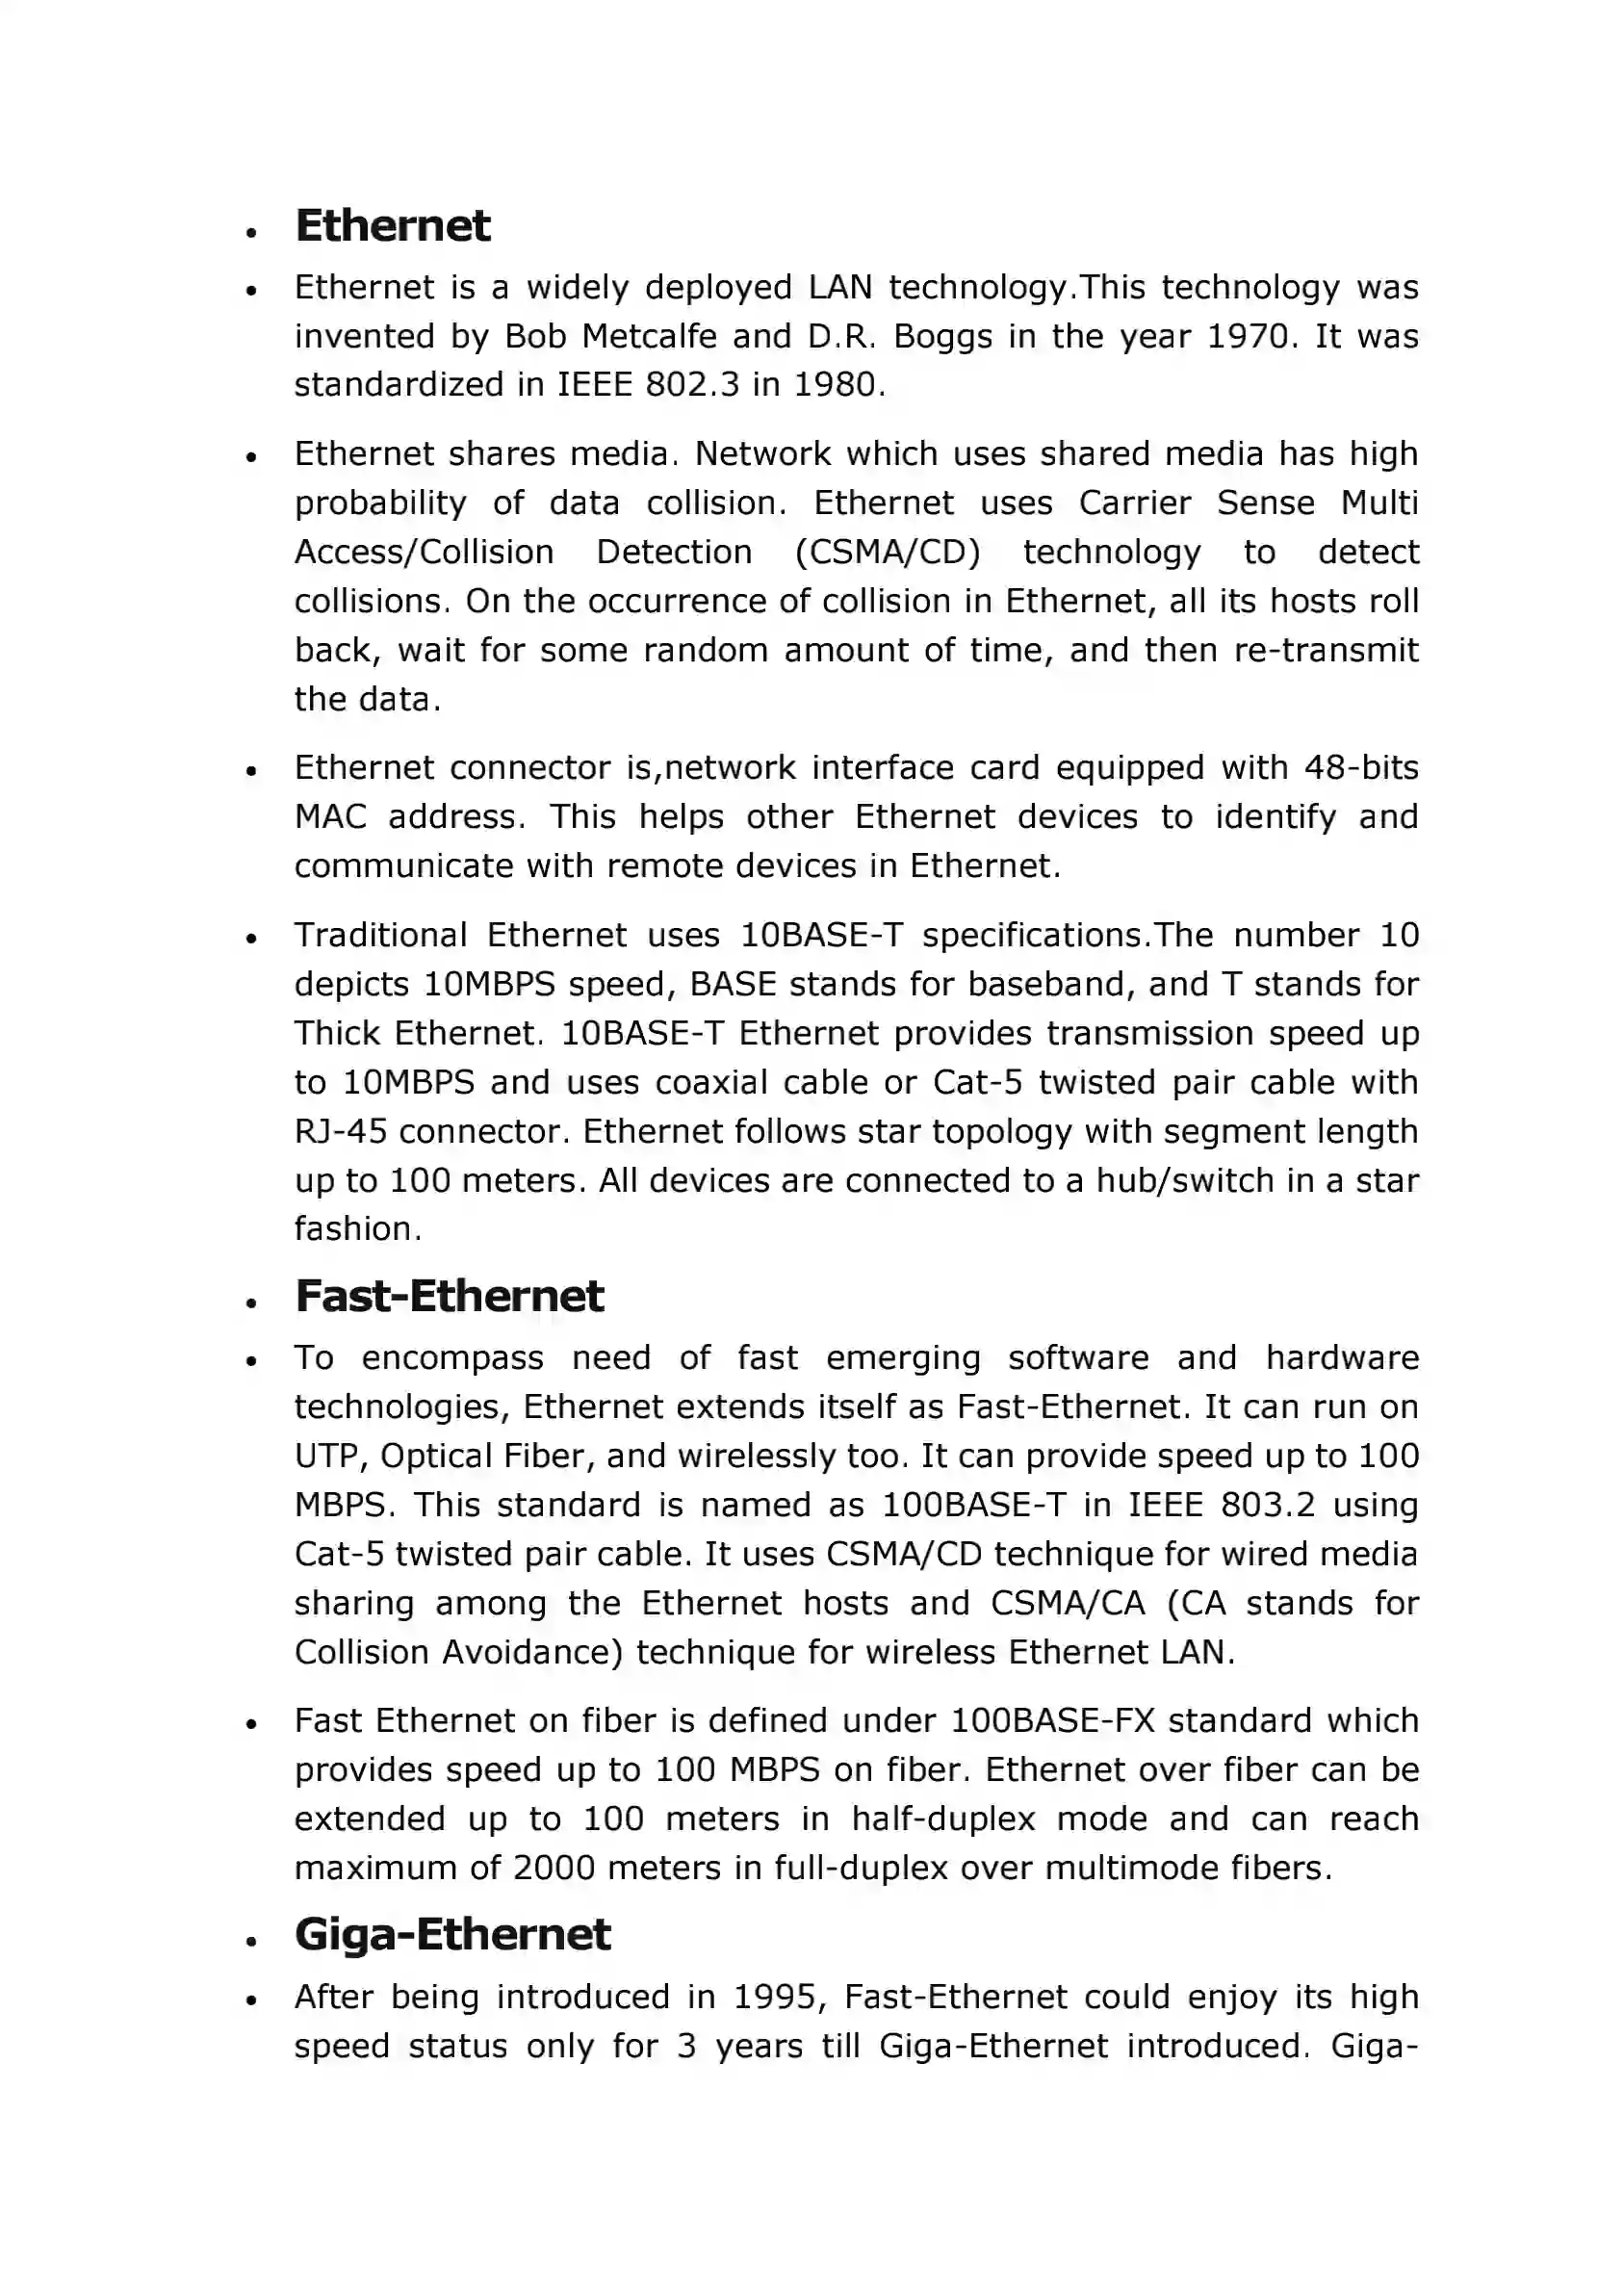 • Ethernet
• Ethernet is a widely deployed LAN technology.This technology was
invented by Bob Metcalfe and D.R. Boggs in the year 1970. It was
standardized in IEEE 802.3 in 1980.
• Ethernet shares media. Network which uses shared media has high
probability of data collision. Ethernet uses Carrier Sense Multi
Access/Collision Detection (CSMA/CD) technology to detect
collisions. On the occurrence of collision in Ethernet, all its hosts roll
back, wait for some random amount of time, and then re-transmit
the data.
• Ethernet connector is,network interface card equipped with 48-bits
MAC address. This helps other Ethernet devices to identify and
communicate with remote devices in Ethernet.
• Traditional Ethernet uses 10BASE-T specifications.The number 10
depicts 10MBPS speed, BASE stands for baseband, and T stands for
Thick Ethernet. 10BASE-T Ethernet provides transmission speed up
to 10MBPS and uses coaxial cable or Cat-5 twisted pair cable with
RJ-45 connector. Ethernet follows star topology with segment length
up to 100 meters. All devices are connected to a hub/switch in a star
fashion.
• Fast-Ethernet
• To encompass need of fast emerging software and hardware
technologies, Ethernet extends itself as Fast-Ethernet. It can run on
UTP, Optical Fiber, and wirelessly too. It can provide speed up to 100
MBPS. This standard is named as 100BASE-T in IEEE 803.2 using
Cat-5 twisted pair cable. It uses CSMA/CD technique for wired media
sharing among the Ethernet hosts and CSMA/CA (CA stands for
Collision Avoidance) technique for wireless Ethernet LAN.
• Fast Ethernet on fiber is defined under 100BASE-FX standard which
provides speed up to 100 MBPS on fiber. Ethernet over fiber can be
extended up to 100 meters in half-duplex mode and can reach
maximum of 2000 meters in full-duplex over multimode fibers.
• Giga-Ethernet
• After being introduced in 1995, Fast-Ethernet could enjoy its high
speed status only for 3 years till Giga-Ethernet introduced. Giga-